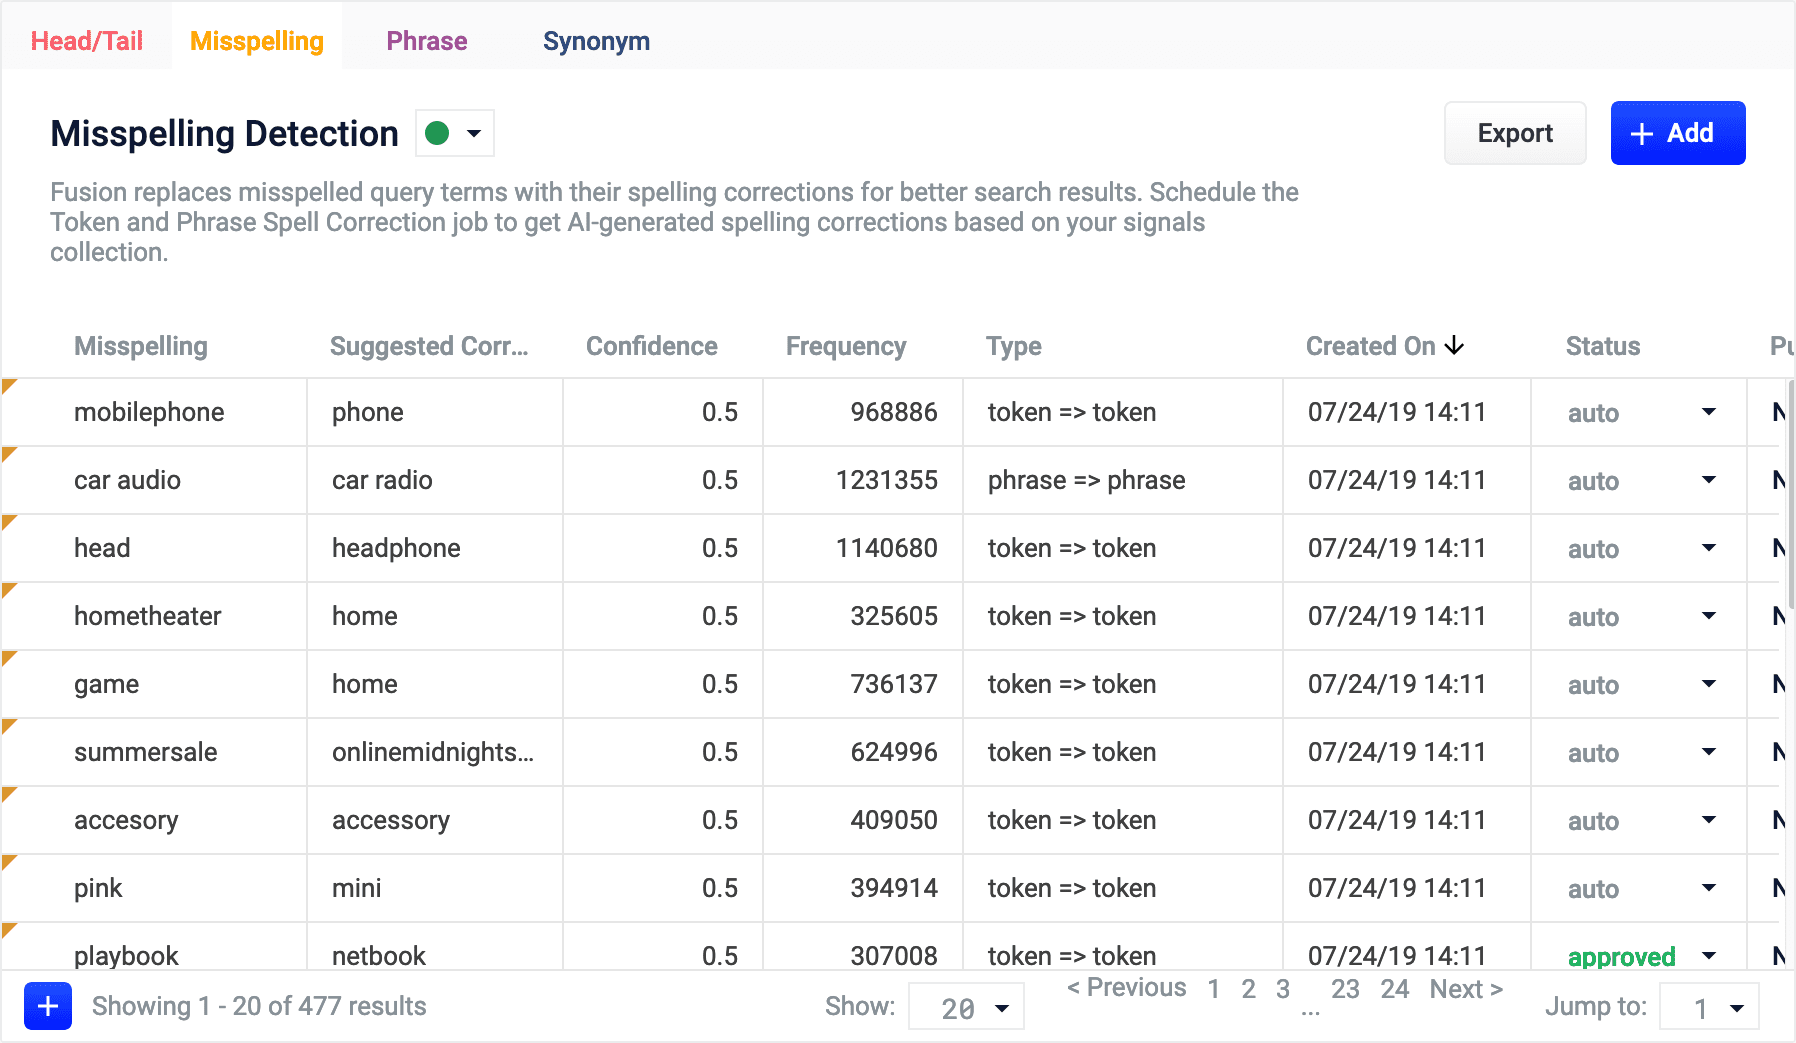 Head/Tail Misspelling Phrase Synonym
Misspelling Detection Export + Add
Fusion replaces misspelled query terms with their spelling corrections for better search results. Schedule the
Token and Phrase Spell Correction job to get AI-generated spelling corrections based on your signals
collection.
Misspelling Suggested Corr... Confidence Frequency Type Created On Status
mobilephone phone 0.5 968886 token => token 07/24/19 14:11 auto
car audio car radio 0.5 1231355 phrase => phrase 07/24/19 14:11 auto
head headphone 0.5 1140680 token => token 07/24/19 14:11 auto
hometheater home 0.5 325605 token => token 07/24/19 14:11 auto
game home 0.5 736137 token => token 07/24/19 14:11 auto
summersale onlinemidnights... 0.5 624996 token => token 07/24/19 14:11 auto
accesory accessory 0.5 409050 token => token 07/24/19 14:11 auto
pink mini 0.5 394914 token => token 07/24/19 14:11 auto
playbook netbook 0.5 307008 token => token 07/24/19 14:11 approved
+ Showing 1 - 20 of 477 results Show: 20 < Previous 1 2 3 ... 23 24 Next > Jump to: 1